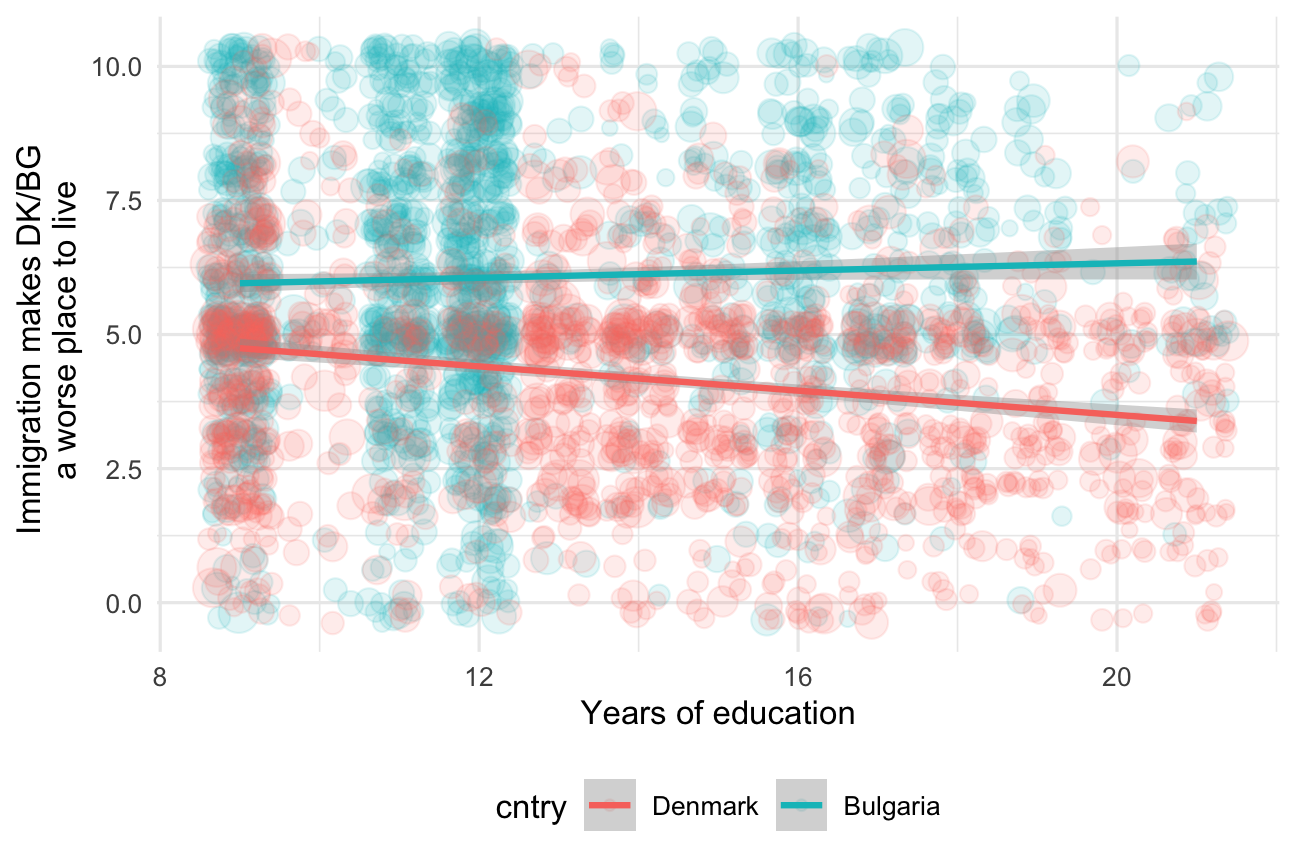 Immigration makes DK/BG
a worse place to live
10.0
7.5
5.0
2.5
0.0
8 12 16 20
Years of education
cntry Denmark Bulgaria